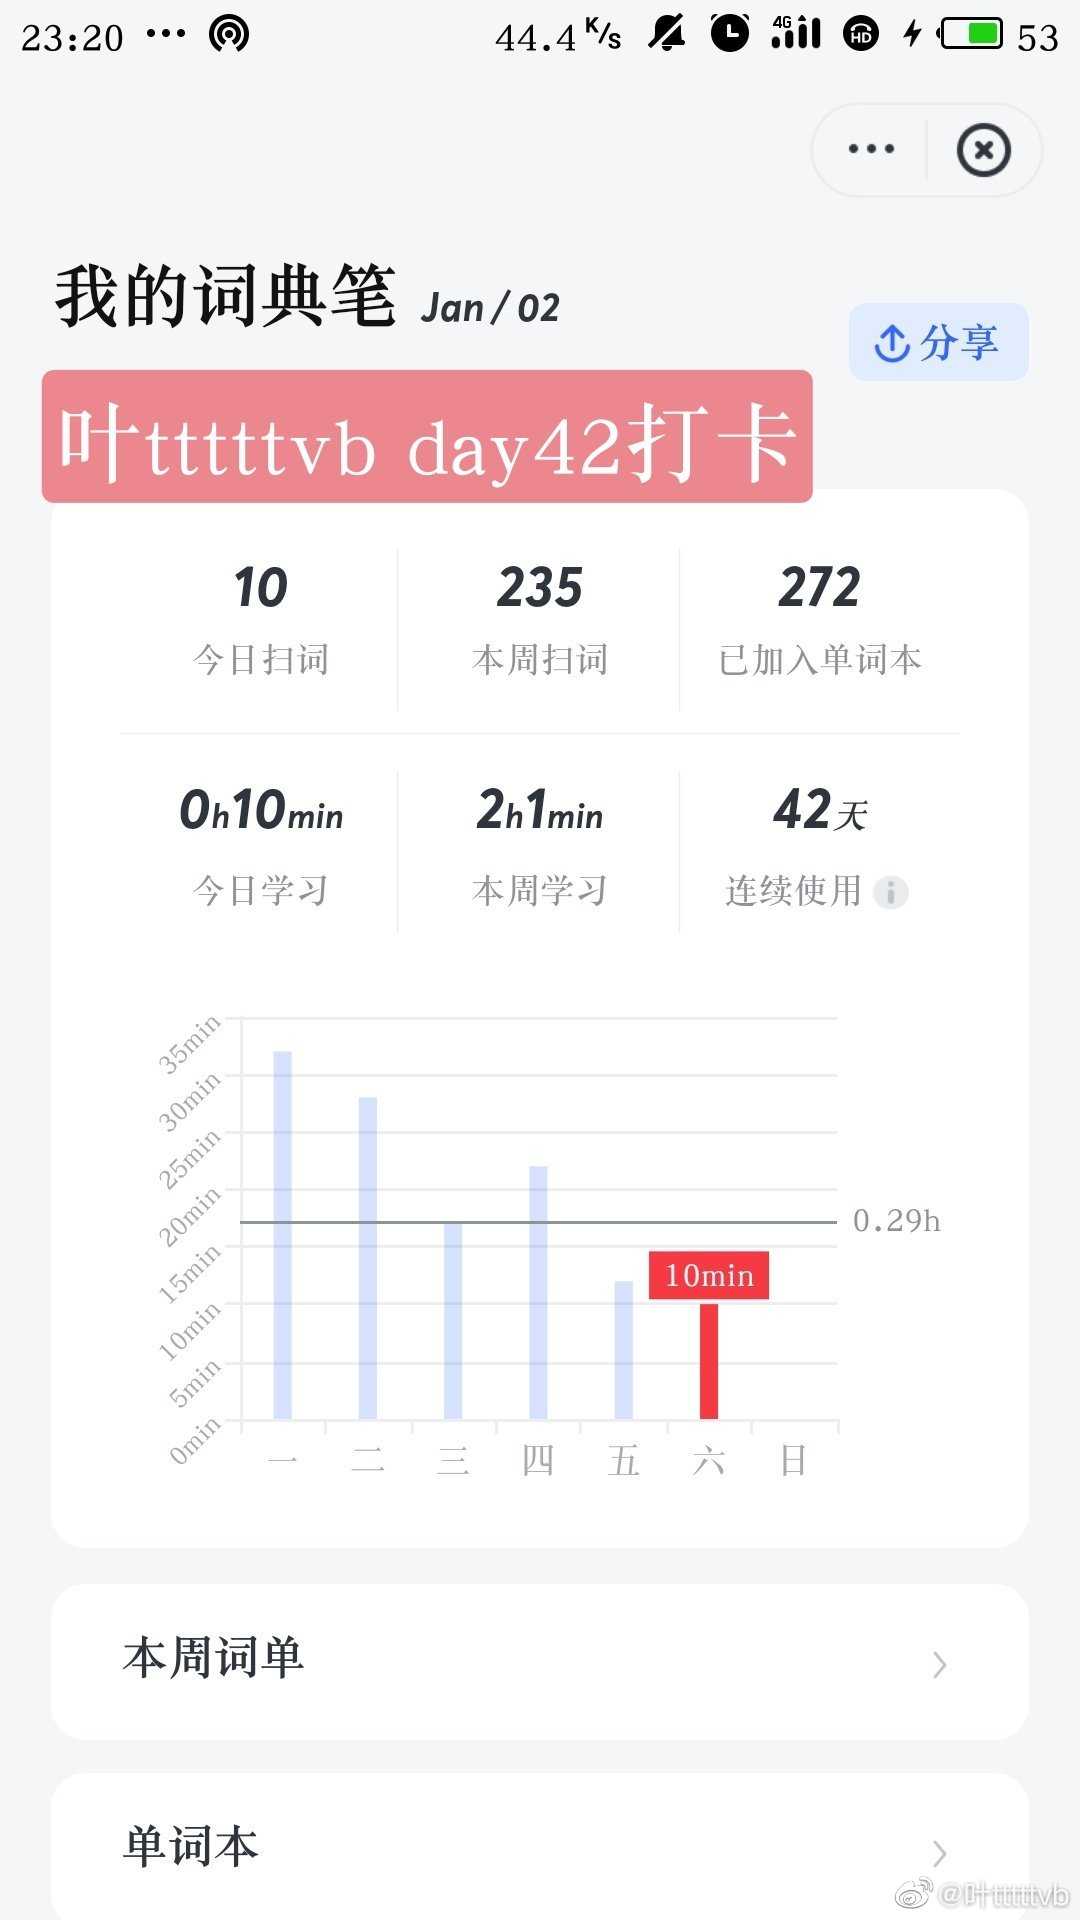 23:20 ... 44.4 K/s 4G HD 53
我的词典笔 Jan / 02
分享
叶tttttvb day42打卡
10 235 272
今日扫词 本周扫词 已加入单词本
0h10min 2h1min 42天
今日学习 本周学习 连续使用 i
35min
30min
25min
20min
0.29h
15min
10min
10min
5min
0min
一 二 三 四 五 六 日
本周词单
单词本
@叶tttttvb